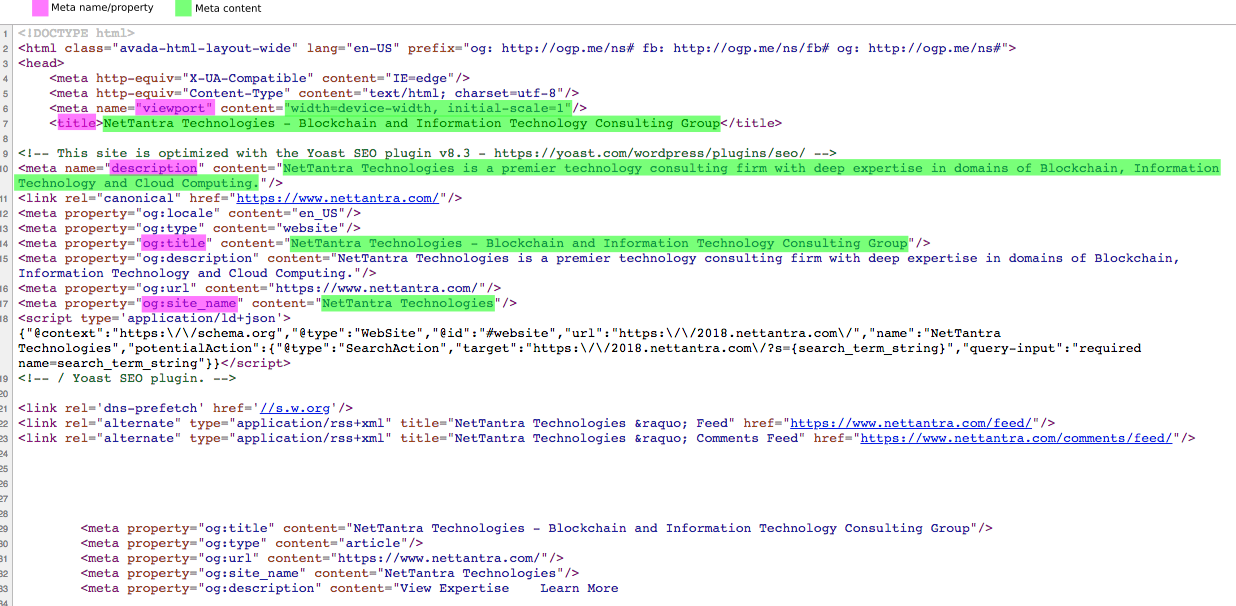 Meta name/property Meta content
1 <!DOCTYPE html>
2 <html class="avada-html-layout-wide" lang="en-US" prefix="og: http://ogp.me/ns# fb: http://ogp.me/ns/fb# og: http://ogp.me/ns#">
3 <head>
4 <meta http-equiv="X-UA-Compatible" content="IE=edge"/>
5 <meta http-equiv="Content-Type" content="text/html; charset=utf-8"/>
6 <meta name="viewport" content="width=device-width, initial-scale=1"/>
7 <title>NetTantra Technologies - Blockchain and Information Technology Consulting Group</title>
8
9 <!-- This site is optimized with the Yoast SEO plugin v8.3 - https://yoast.com/wordpress/plugins/seo/ -->
10 <meta name="description" content="NetTantra Technologies is a premier technology consulting firm with deep expertise in domains of Blockchain, Information
Technology and Cloud Computing."/>
11 <link rel="canonical" href="https://www.nettantra.com/"/>
12 <meta property="og:locale" content="en_US"/>
13 <meta property="og:type" content="website"/>
14 <meta property="og:title" content="NetTantra Technologies - Blockchain and Information Technology Consulting Group"/>
15 <meta property="og:description" content="NetTantra Technologies is a premier technology consulting firm with deep expertise in domains of Blockchain,
Information Technology and Cloud Computing."/>
16 <meta property="og:url" content="https://www.nettantra.com/"/>
17 <meta property="og:site_name" content="NetTantra Technologies"/>
18 <script type='application/ld+json'>
{"@context":"https:\/\/schema.org","@type":"WebSite","@id":"#website","url":"https:\/\/2018.nettantra.com\/","name":"NetTantra
Technologies","potentialAction":{"@type":"SearchAction","target":"https:\/\/2018.nettantra.com\/?s={search_term_string}","query-input":"required
name=search_term_string"}}</script>
19 <!-- / Yoast SEO plugin. -->
20
21 <link rel='dns-prefetch' href='//s.w.org'/>
22 <link rel="alternate" type="application/rss+xml" title="NetTantra Technologies &raquo; Feed" href="https://www.nettantra.com/feed/"/>
23 <link rel="alternate" type="application/rss+xml" title="NetTantra Technologies &raquo; Comments Feed" href="https://www.nettantra.com/comments/feed/"/>
24
25
26
27
28
29 <meta property="og:title" content="NetTantra Technologies - Blockchain and Information Technology Consulting Group"/>
30 <meta property="og:type" content="article"/>
31 <meta property="og:url" content="https://www.nettantra.com/"/>
32 <meta property="og:site_name" content="NetTantra Technologies"/>
33 <meta property="og:description" content="View Expertise Learn More
34